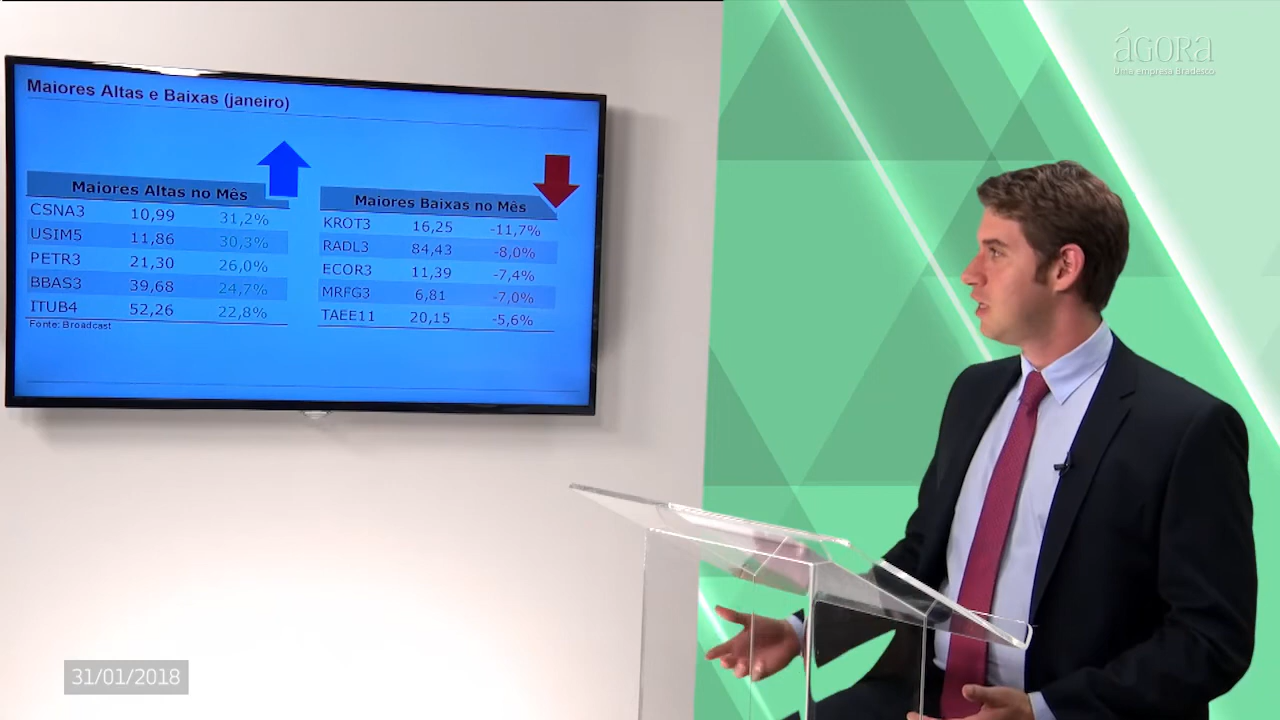 ágora
Uma empresa Bradesco
Maiores Altas e Baixas (janeiro)
Maiores Altas no Mês
CSNA3 10,99 31,2%
USIM5 11,86 30,3%
PETR3 21,30 26,0%
BBAS3 39,68 24,7%
ITUB4 52,26 22,8%
Fonte: Broadcast
Maiores Baixas no Mês
KROT3 16,25 -11,7%
RADL3 84,43 -8,0%
ECOR3 11,39 -7,4%
MRFG3 6,81 -7,0%
TAEE11 20,15 -5,6%
31/01/2018